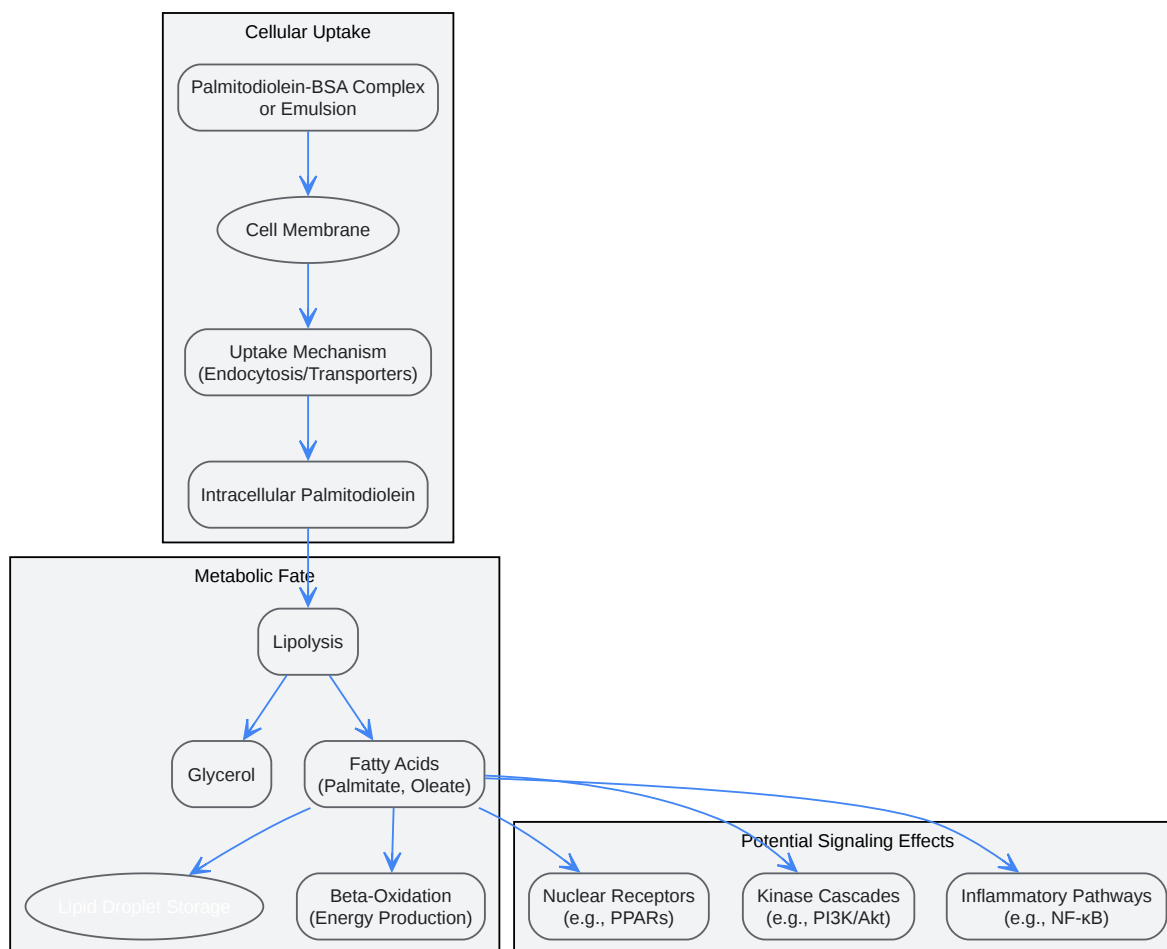 Cellular Uptake
Palmitodiolein-BSA Complex
or Emulsion
Cell Membrane
Uptake Mechanism
(Endocytosis/Transporters)
Intracellular Palmitodiolein
Metabolic Fate
Lipolysis
Glycerol
Fatty Acids
(Palmitate, Oleate)
Lipid Droplet Storage
Beta-Oxidation
(Energy Production)
Potential Signaling Effects
Nuclear Receptors
(e.g., PPARs)
Kinase Cascades
(e.g., PI3K/Akt)
Inflammatory Pathways
(e.g., NF-κB)